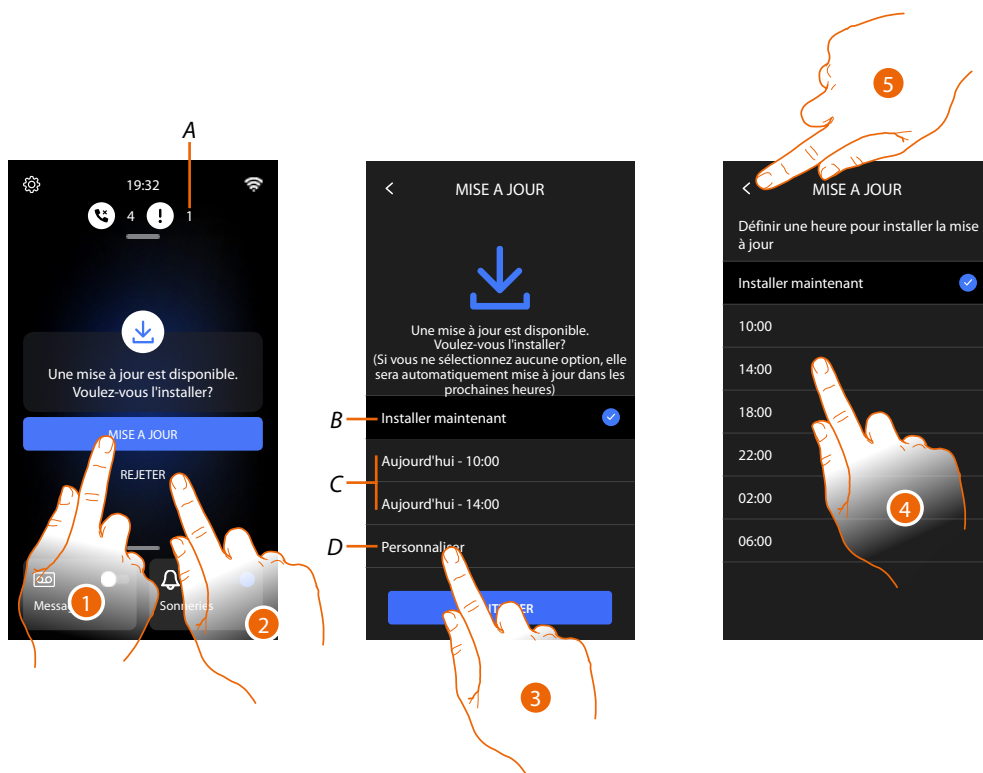 5
A
19:32
4
1
Une mise à jour est disponible.
Voulez-vous l'installer?
MISE A JOUR
REJETER
Sonneries
1
2
MISE A JOUR
Une mise à jour est disponible.
Voulez-vous l'installer?
(Si vous ne sélectionnez aucune option, elle
sera automatiquement mise à jour dans les
prochaines heures)
B
Installer maintenant
C
Aujourd'hui - 10:00
Aujourd'hui - 14:00
D
Personnaliser
3
MISE A JOUR
Définir une heure pour installer la mise
à jour
Installer maintenant
10:00
14:00
18:00
22:00
02:00
06:00
4